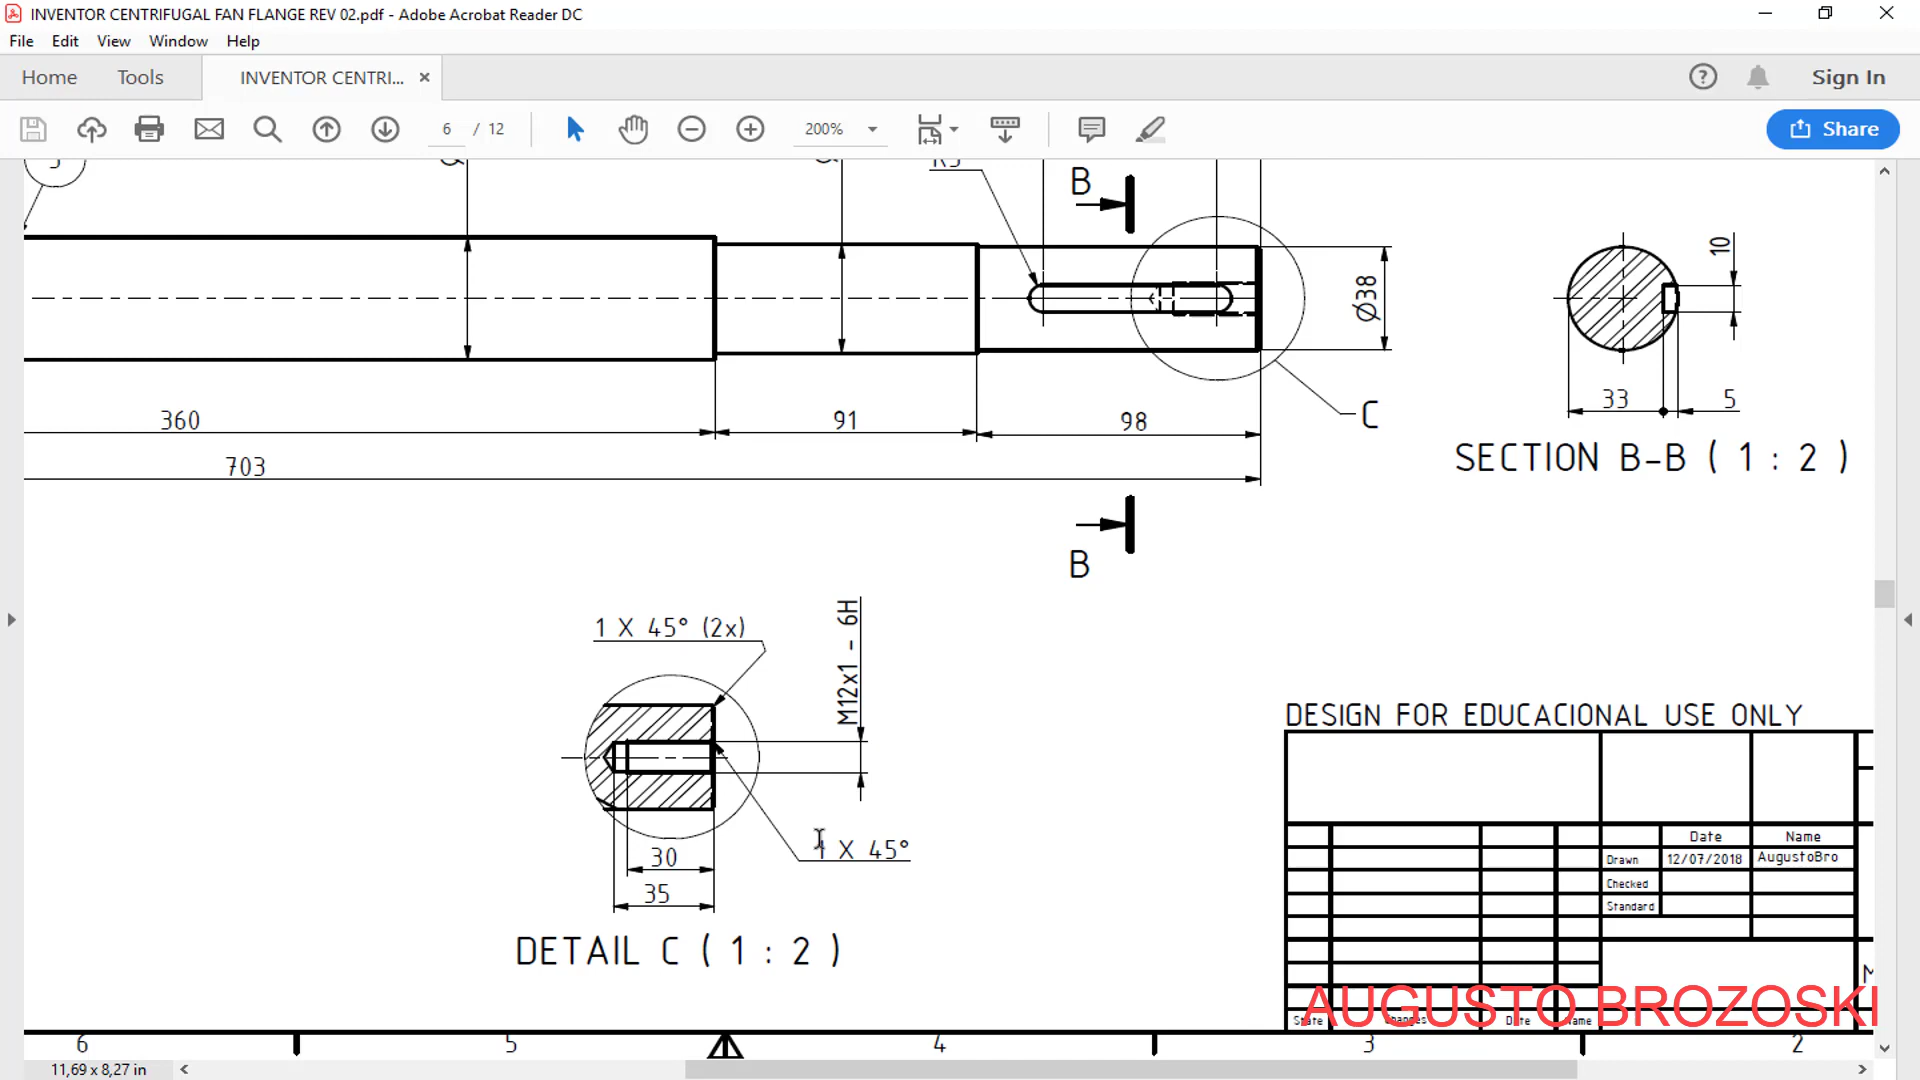 INVENTOR CENTRIFUGAL FAN FLANGE REV 02.pdf - Adobe Acrobat Reader DC
File Edit View Window Help
Home Tools INVENTOR CENTRI... × Sign In
6 / 12 200% Share
B
10
Ø38
C
33 5
360 91 98
703
SECTION B-B ( 1 : 2 )
B
1 X 45° (2x)
M12x1 - 6H
1 X 45°
30
35
DETAIL C ( 1 : 2 )
DESIGN FOR EDUCACIONAL USE ONLY
Date Name
Drawn 12/07/2018 AugustoBro
Checked
Standard
AUGUSTO BROZOSKI
State Changes Date Name
6 5 4 3 2
11,69 x 8,27 in